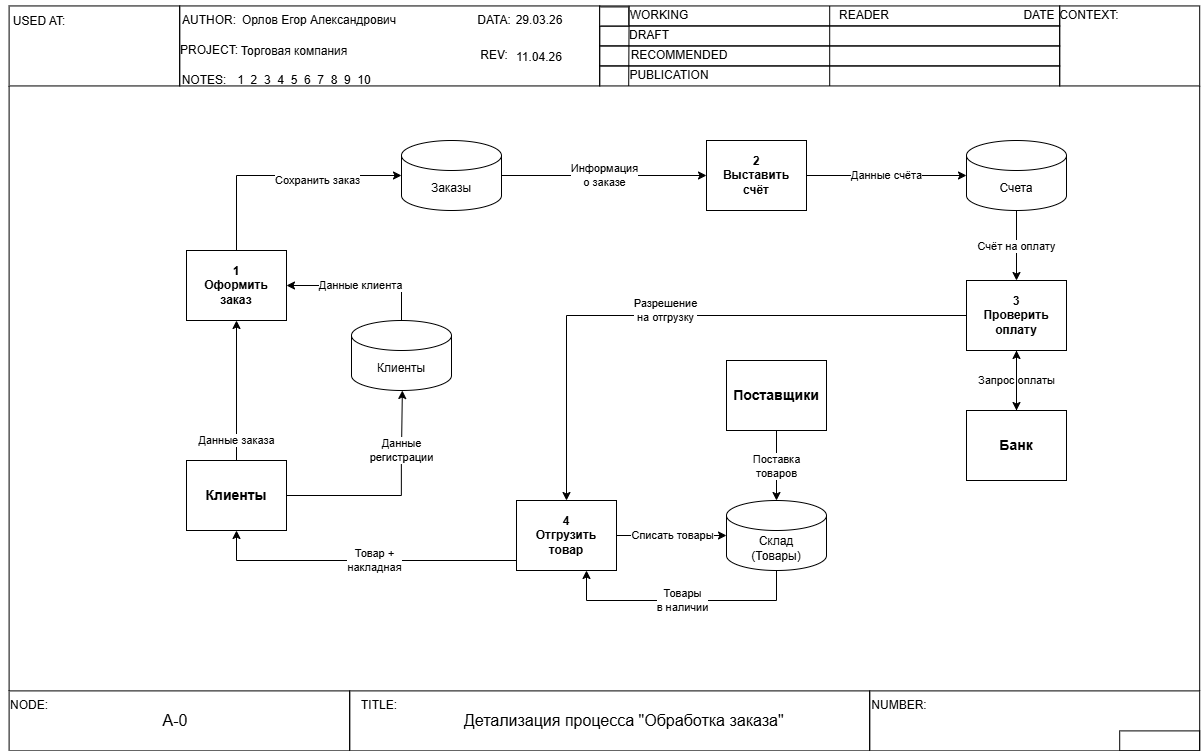 USED AT:
AUTHOR: Орлов Егор Александрович
DATA: 29.03.26
PROJECT: Торговая компания
REV: 11.04.26
NOTES: 1 2 3 4 5 6 7 8 9 10
WORKING
DRAFT
RECOMMENDED
PUBLICATION
READER
DATE
CONTEXT:
Сохранить заказ
Заказы
Информация
о заказе
2
Выставить
счёт
Данные счёта
Счета
Счёт на оплату
1
Оформить
заказ
Данные клиента
Клиенты
Разрешение
на отгрузку
3
Проверить
оплату
Запрос оплаты
Банк
Поставщики
Поставка
товаров
Данные заказа
Данные
регистрации
Клиенты
4
Отгрузить
товар
Списать товары
Склад
(Товары)
Товар +
накладная
Товары
в наличии
NODE:
A-0
TITLE:
Детализация процесса "Обработка заказа"
NUMBER: